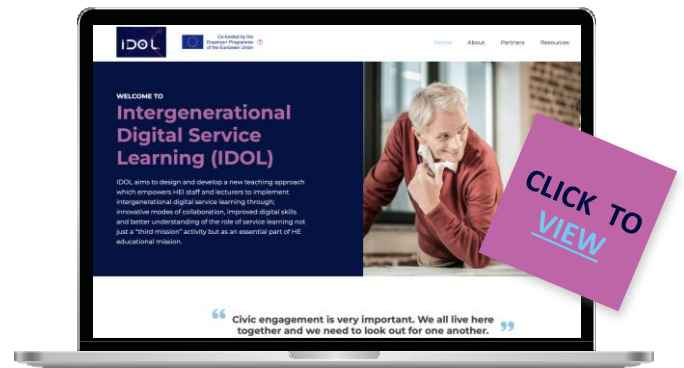 IDOL
Co-funded by the
Erasmus+ Programme
of the European Union
Home About Partners Resources
WELCOME TO
Intergenerational
Digital Service
Learning (IDOL)
IDOL aims to design and develop a new teaching approach
which empowers HEI staff and lecturers to implement
intergenerational digital service learning through;
innovative modes of collaboration, improved digital skills
and better understanding of the role of service learning not
just a “third mission” activity but as an essential part of HE
educational mission.
CLICK TO
VIEW
“ Civic engagement is very important. We all live here
together and we need to look out for one another. ”